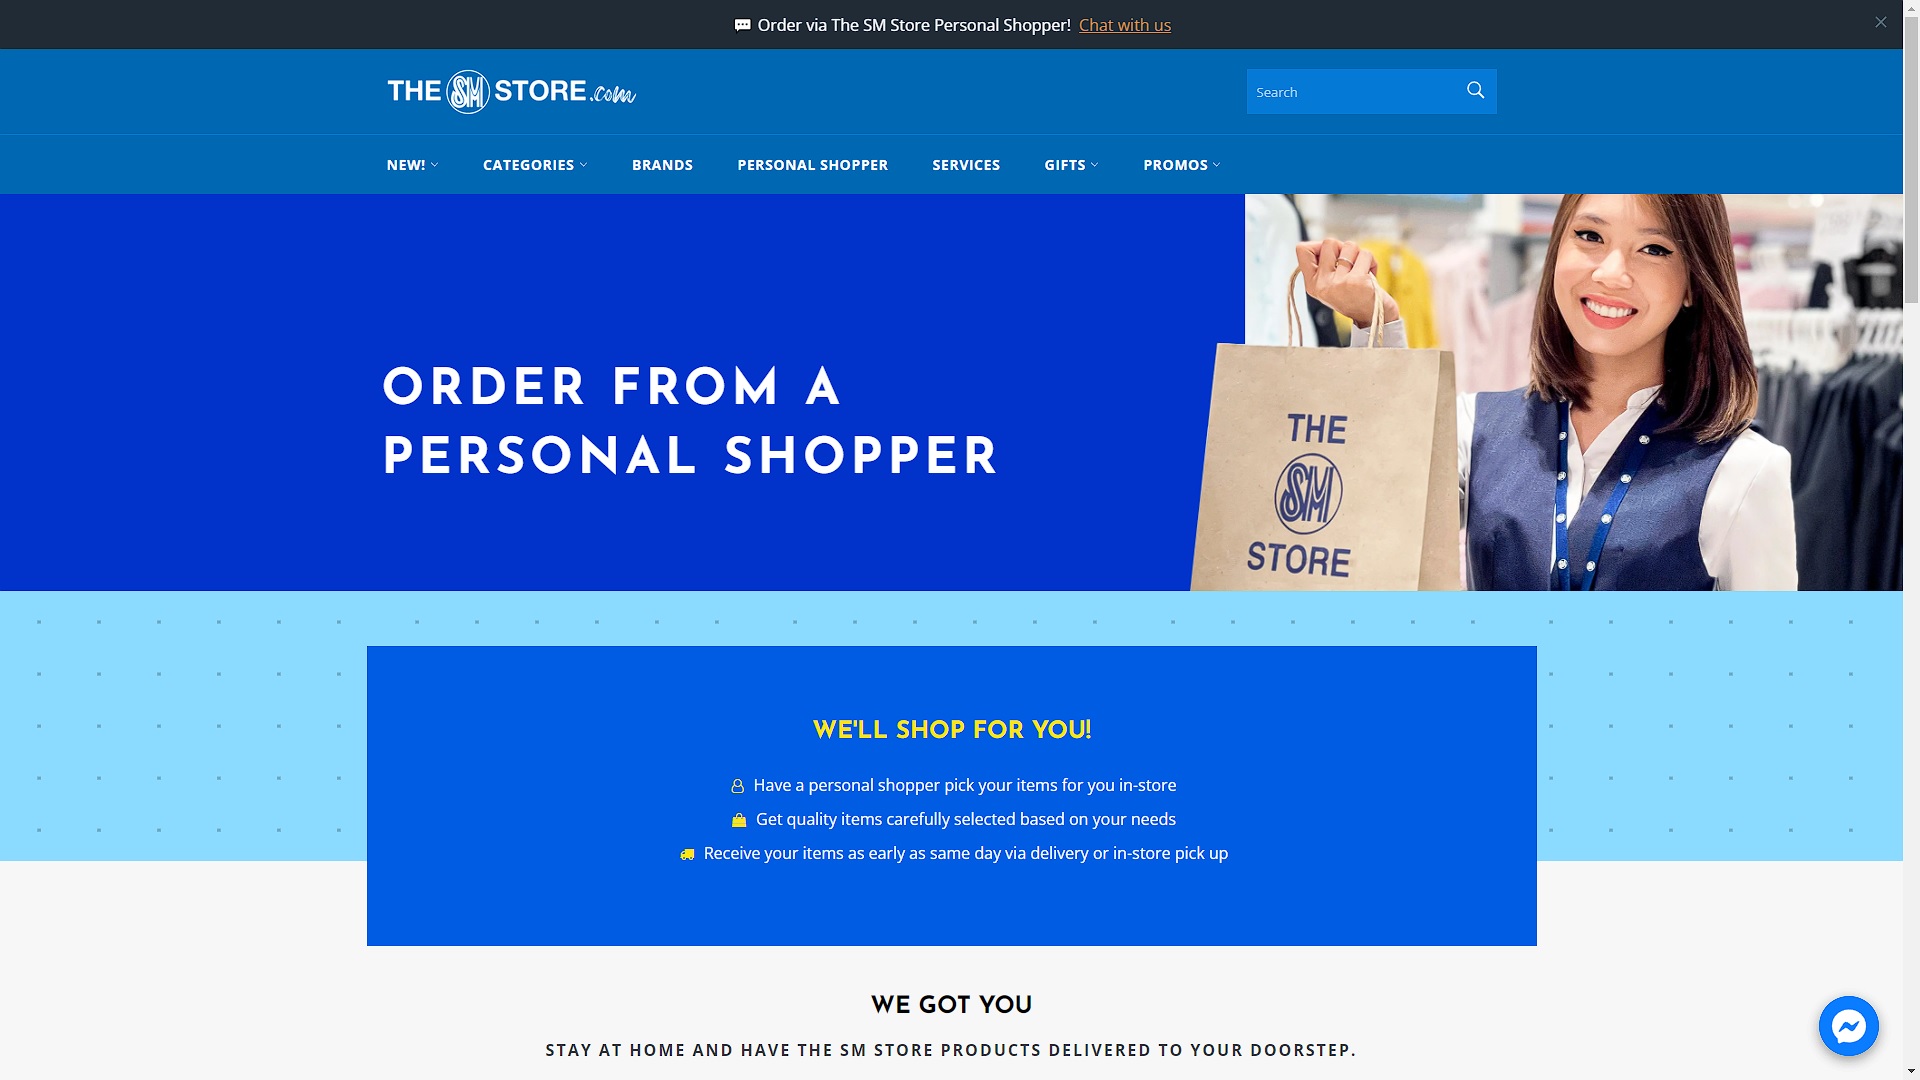 Order via The SM Store Personal Shopper! Chat with us
THE SM STORE.com
Search
NEW! CATEGORIES BRANDS PERSONAL SHOPPER SERVICES GIFTS PROMOS
ORDER FROM A
PERSONAL SHOPPER
THE
SM
STORE
WE'LL SHOP FOR YOU!
Have a personal shopper pick your items for you in-store
Get quality items carefully selected based on your needs
Receive your items as early as same day via delivery or in-store pick up
WE GOT YOU
STAY AT HOME AND HAVE THE SM STORE PRODUCTS DELIVERED TO YOUR DOORSTEP.